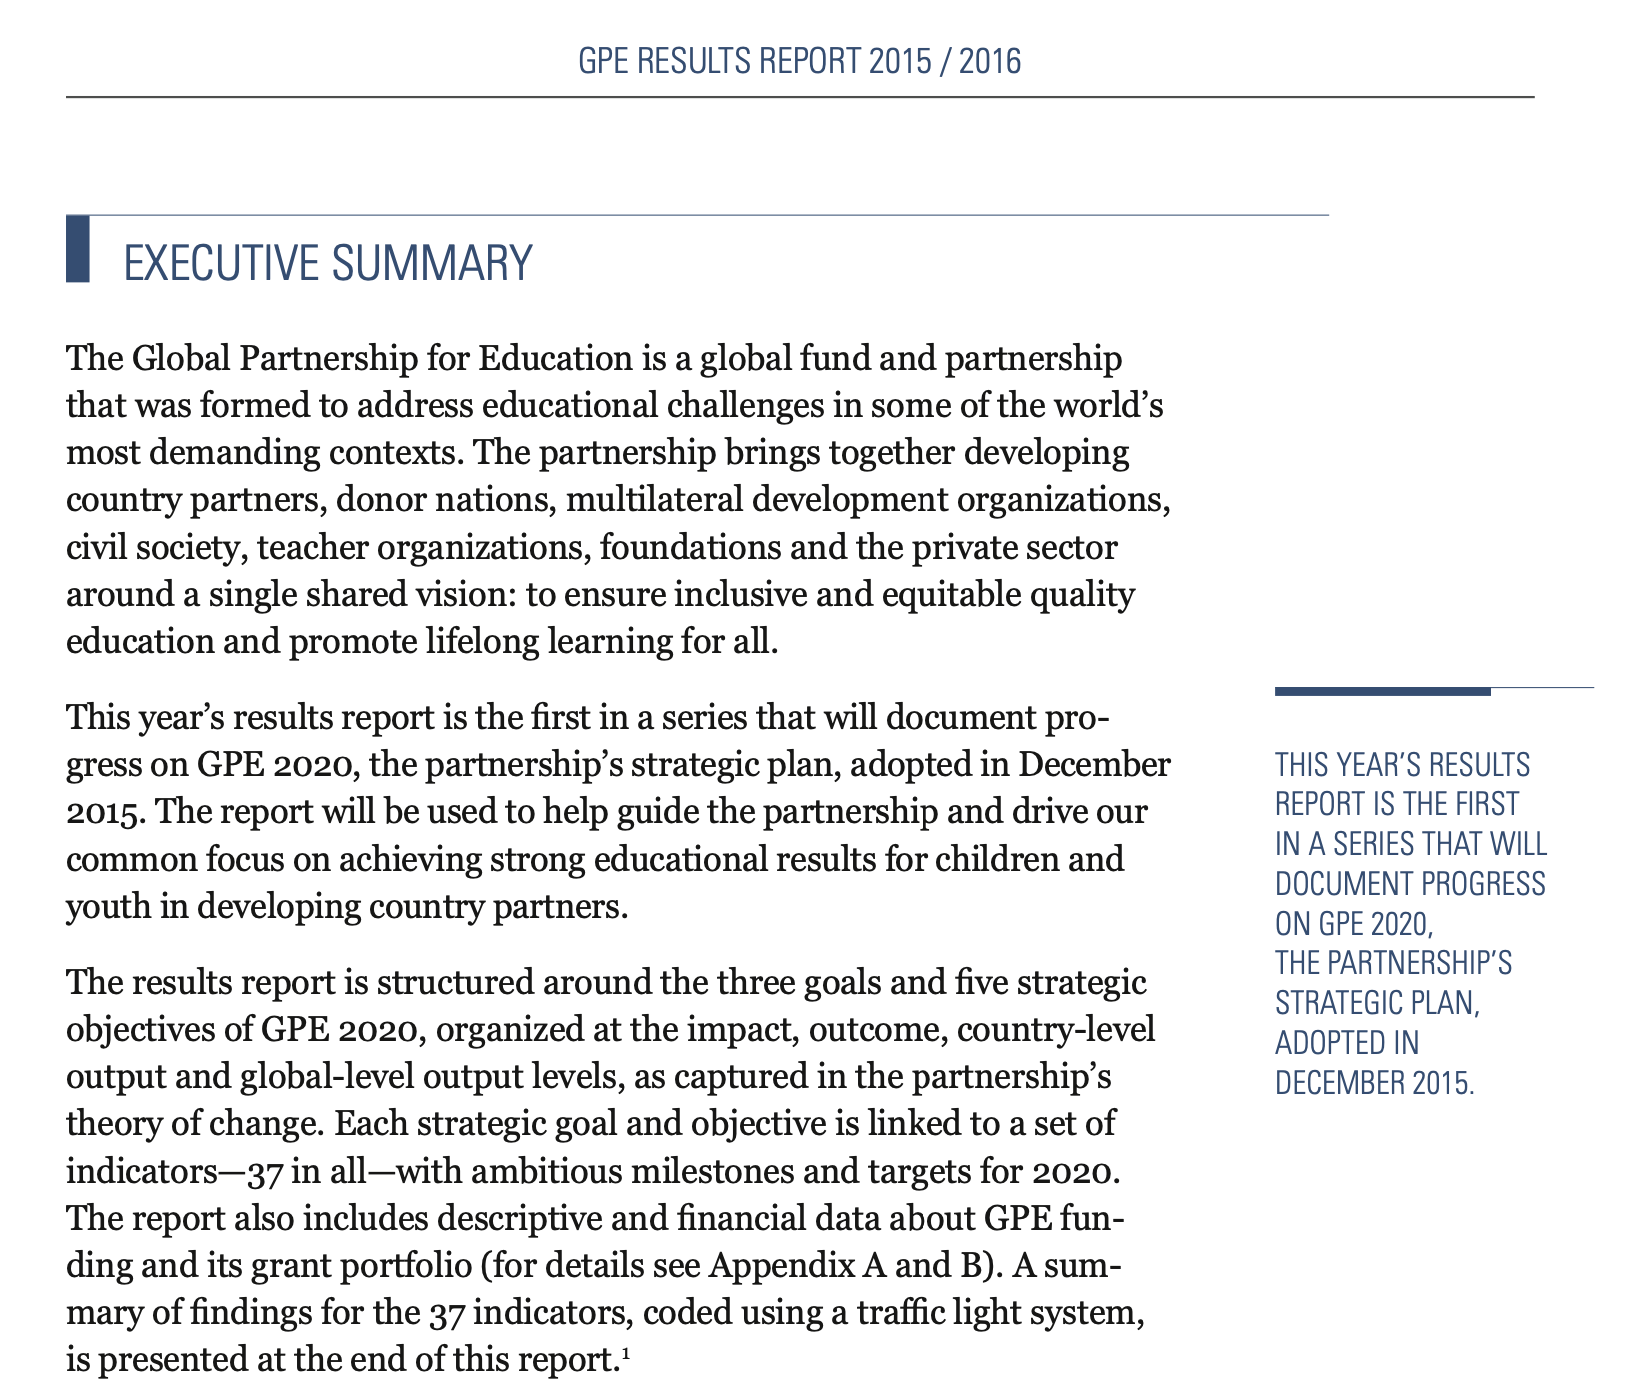 GPE RESULTS REPORT 2015 / 2016
EXECUTIVE SUMMARY
The Global Partnership for Education is a global fund and partnership
that was formed to address educational challenges in some of the world’s
most demanding contexts. The partnership brings together developing
country partners, donor nations, multilateral development organizations,
civil society, teacher organizations, foundations and the private sector
around a single shared vision: to ensure inclusive and equitable quality
education and promote lifelong learning for all.
This year’s results report is the first in a series that will document pro-
gress on GPE 2020, the partnership’s strategic plan, adopted in December
2015. The report will be used to help guide the partnership and drive our
common focus on achieving strong educational results for children and
youth in developing country partners.
The results report is structured around the three goals and five strategic
objectives of GPE 2020, organized at the impact, outcome, country-level
output and global-level output levels, as captured in the partnership’s
theory of change. Each strategic goal and objective is linked to a set of
indicators—37 in all—with ambitious milestones and targets for 2020.
The report also includes descriptive and financial data about GPE fun-
ding and its grant portfolio (for details see Appendix A and B). A sum-
mary of findings for the 37 indicators, coded using a traffic light system,
is presented at the end of this report.¹
THIS YEAR’S RESULTS
REPORT IS THE FIRST
IN A SERIES THAT WILL
DOCUMENT PROGRESS
ON GPE 2020,
THE PARTNERSHIP’S
STRATEGIC PLAN,
ADOPTED IN
DECEMBER 2015.